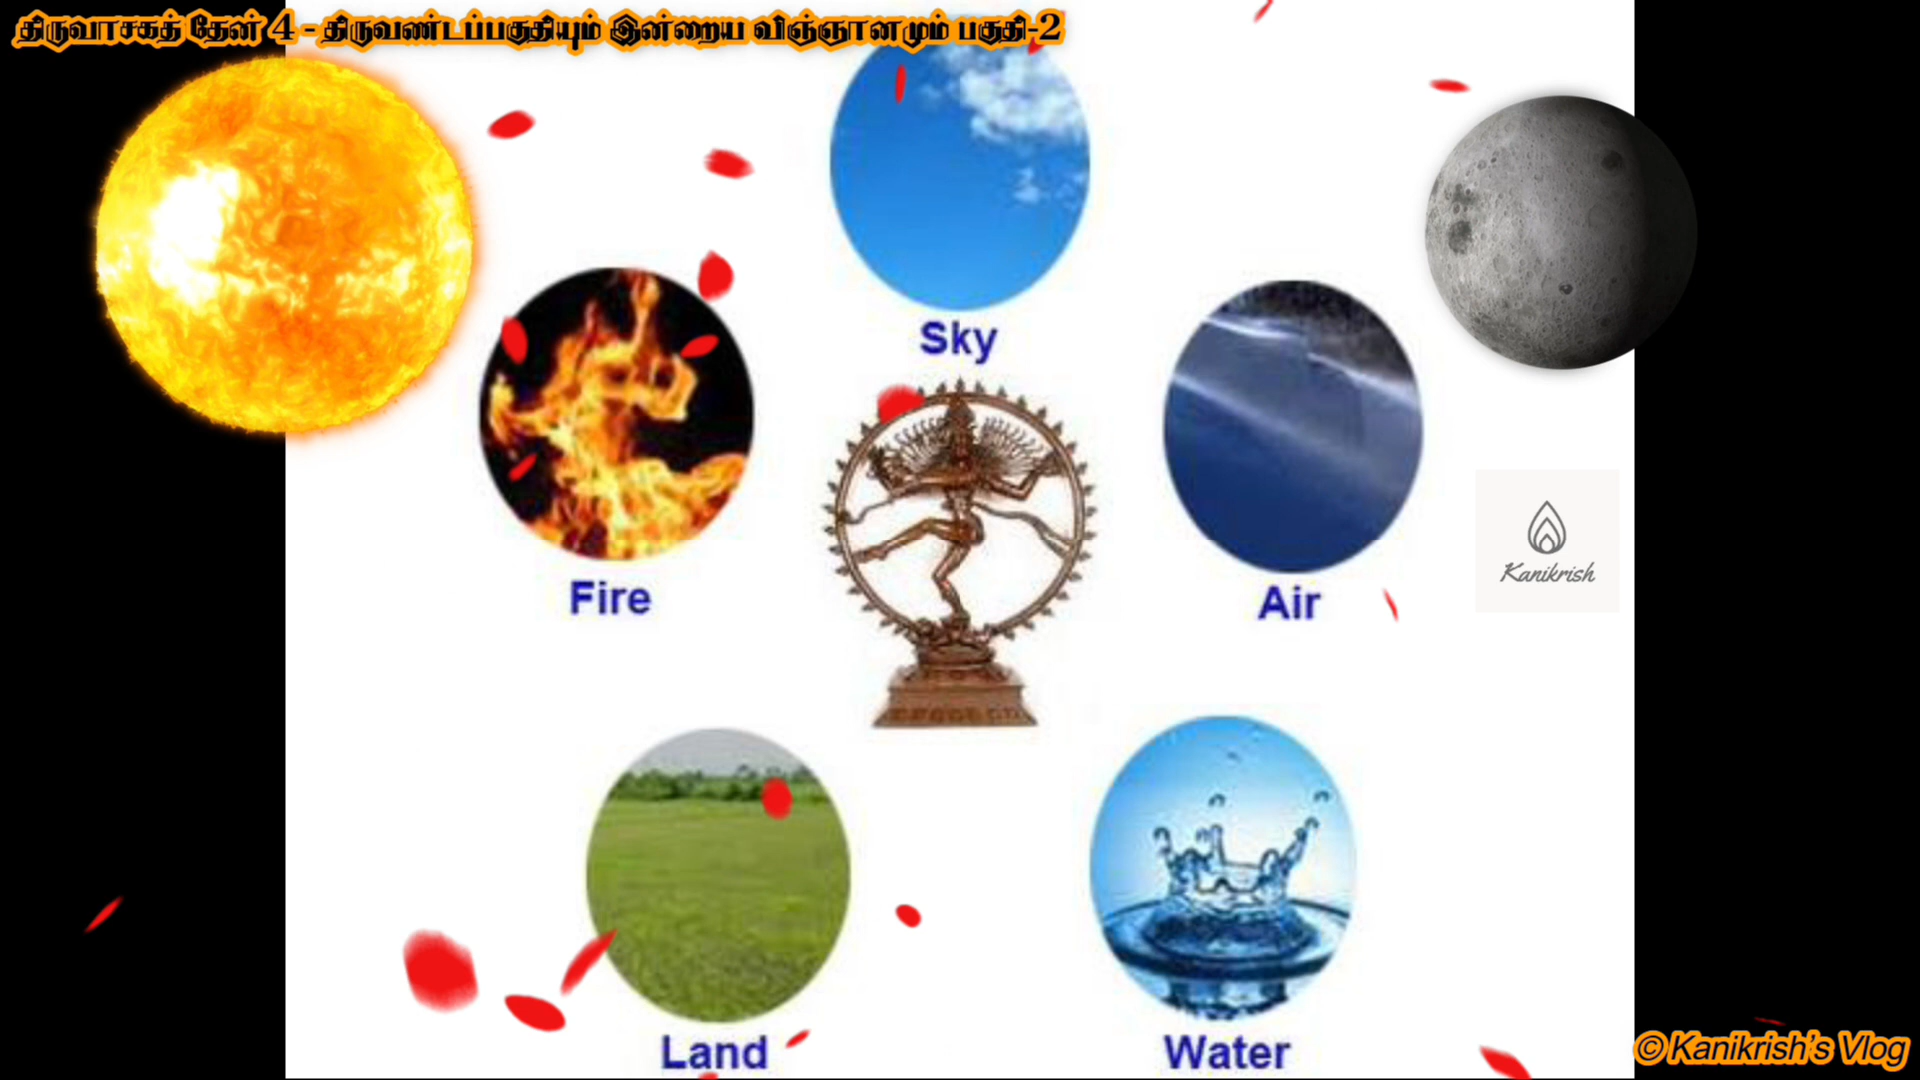 திருவாசகத் தேன் 4 - திருவண்டப்பகுதியும் இன்றைய விஞ்ஞானமும் பகுதி-2
Sky
Fire
Air
Kanikrish
Land
Water
©Kanikrish's Vlog